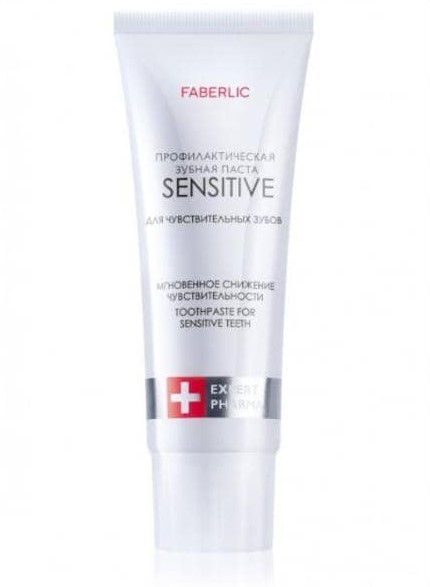 FABERLIC
ПРОФИЛАКТИЧЕСКАЯ
ЗУБНАЯ ПАСТА
SENSITIVE
ДЛЯ ЧУВСТВИТЕЛЬНЫХ ЗУБОВ
МГНОВЕННОЕ СНИЖЕНИЕ
ЧУВСТВИТЕЛЬНОСТИ
TOOTHPASTE FOR
SENSITIVE TEETH
EXPERT
PHARMA